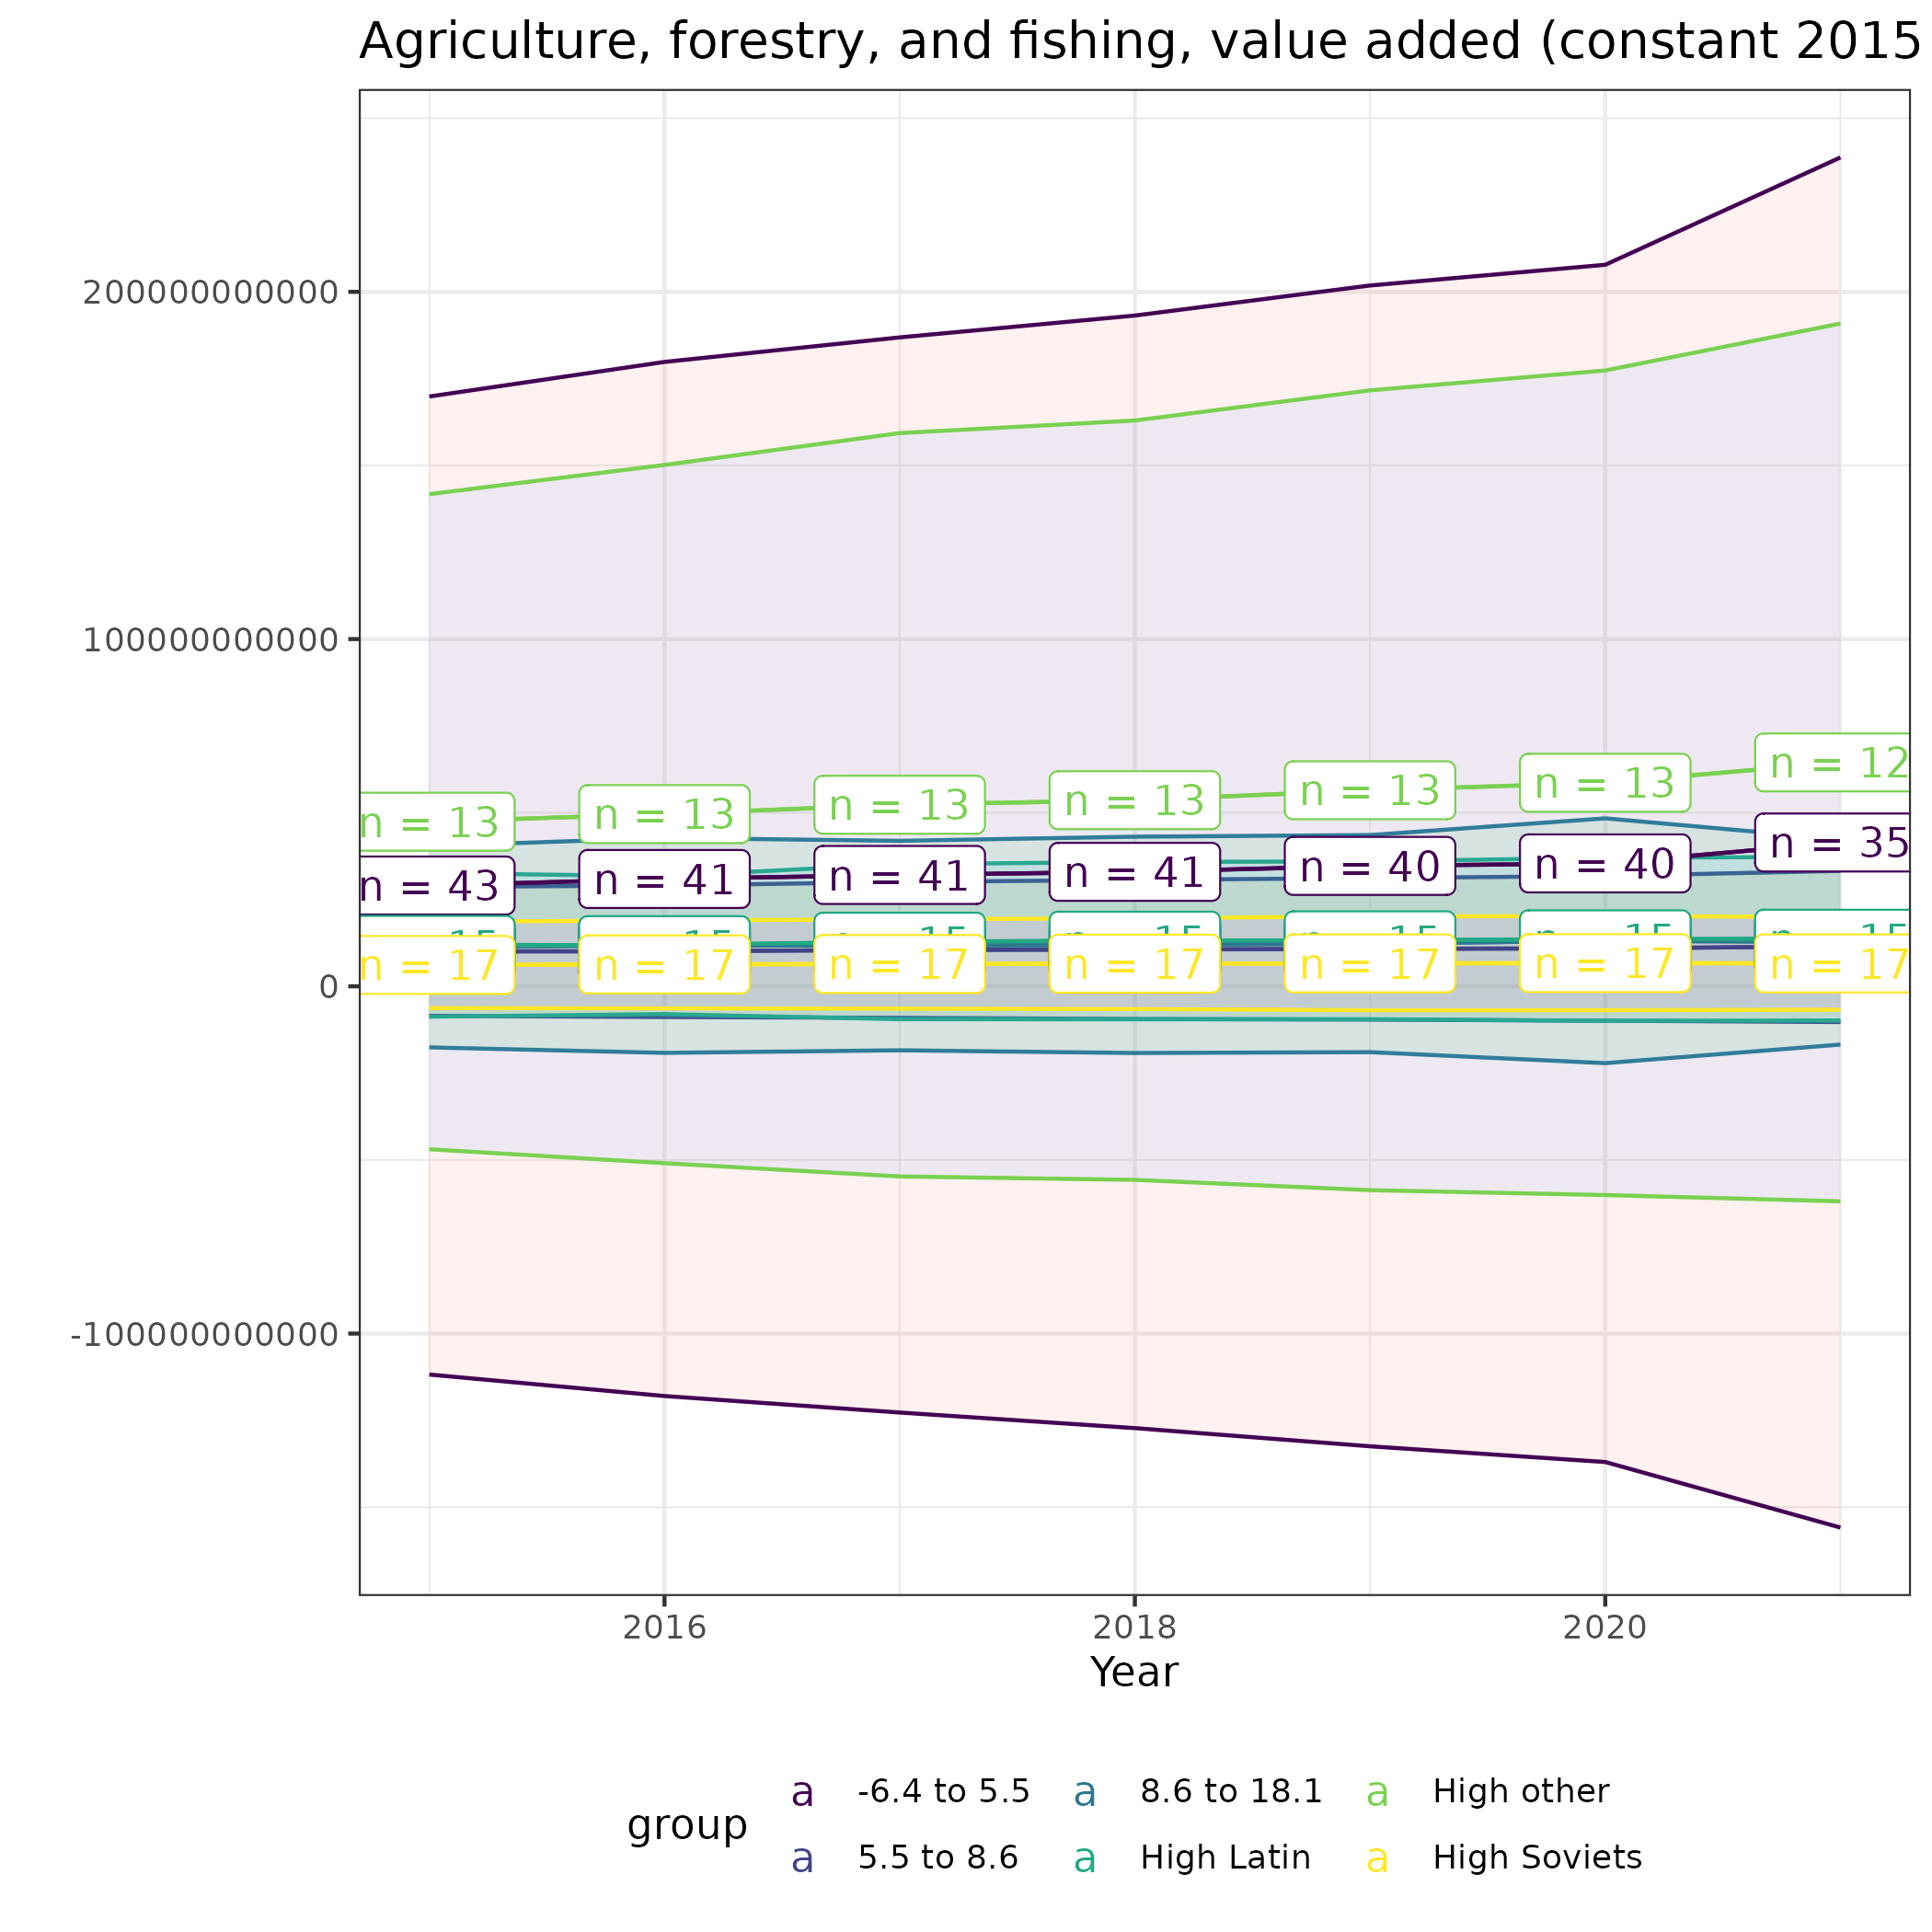 Agriculture, forestry, and fishing, value added (constant 2015
200000000000
100000000000
n = 13 n = 13 n = 13 n = 13 n = 13 n = 13 n = 12
n = 43 n = 41 n = 41 n = 41 n = 40 n = 40 n = 35
n = 17 n = 17 n = 17 n = 17 n = 17 n = 17 n = 17
0
-100000000000
2016 2018 2020
Year
group
a -6.4 to 5.5 a 8.6 to 18.1 a High other
a 5.5 to 8.6 a High Latin a High Soviets